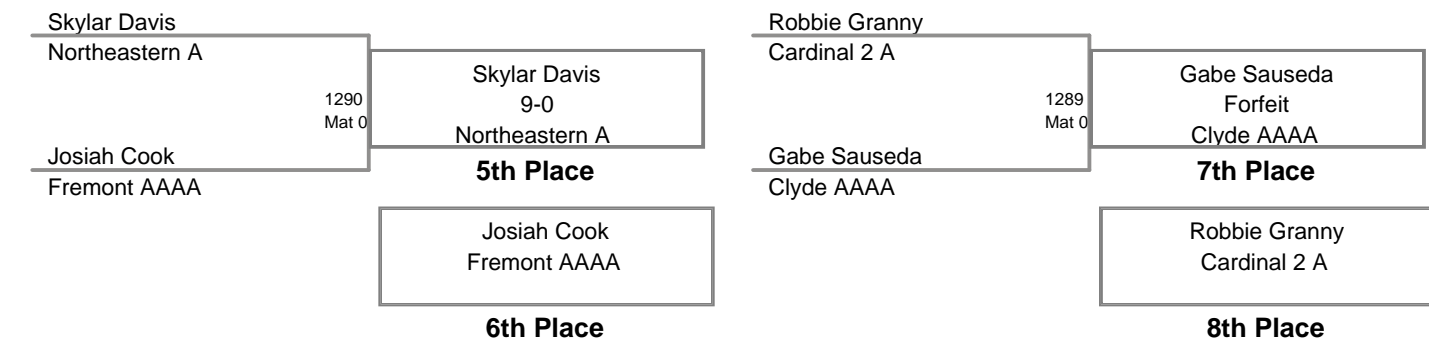 Skylar Davis
Northeastern A
1290
Mat 0
Josiah Cook
Fremont AAAA
Skylar Davis
9-0
Northeastern A
5th Place
Josiah Cook
Fremont AAAA
6th Place
Robbie Granny
Cardinal 2 A
1289
Mat 0
Gabe Sauseda
Clyde AAAA
Gabe Sauseda
Forfeit
Clyde AAAA
7th Place
Robbie Granny
Cardinal 2 A
8th Place